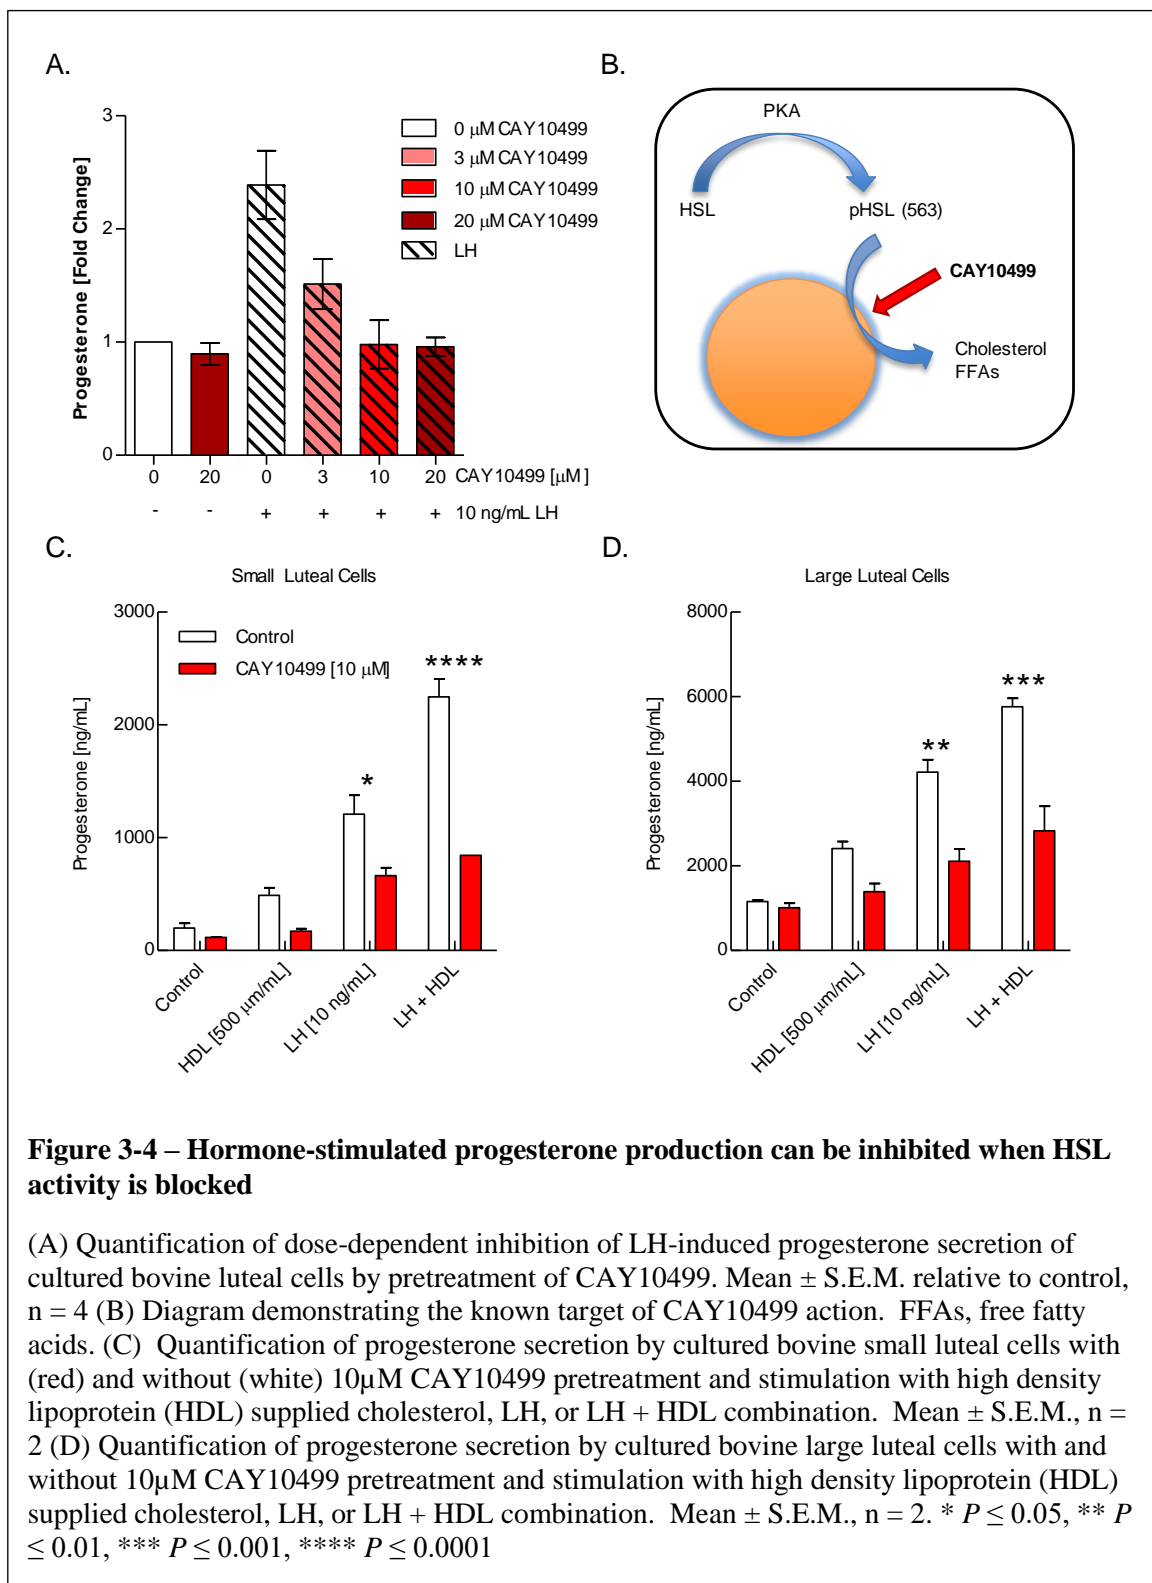 A.
3
2
1
0
Progesterone [Fold Change]
0 μM CAY10499
3 μM CAY10499
10 μM CAY10499
20 μM CAY10499
LH
0 20 0 3 10 20 CAY10499 [μM ]
- - + + + + 10 ng/mL LH
B.
PKA
HSL
pHSL (563)
CAY10499
Cholesterol
FFAs
C.
Small Luteal Cells
3000
2000
1000
0
Progesterone [ng/mL]
Control
CAY10499 [10 μM]
*
****
Control
HDL [500 μm/mL]
LH [10 ng/mL]
LH + HDL
D.
Large Luteal Cells
8000
6000
4000
2000
0
Progesterone [ng/mL]
**
***
Control
HDL [500 μm/mL]
LH [10 ng/mL]
LH + HDL
Figure 3-4 – Hormone-stimulated progesterone production can be inhibited when HSL
activity is blocked
(A) Quantification of dose-dependent inhibition of LH-induced progesterone secretion of
cultured bovine luteal cells by pretreatment of CAY10499. Mean ± S.E.M. relative to control,
n = 4 (B) Diagram demonstrating the known target of CAY10499 action. FFAs, free fatty
acids. (C) Quantification of progesterone secretion by cultured bovine small luteal cells with
(red) and without (white) 10µM CAY10499 pretreatment and stimulation with high density
lipoprotein (HDL) supplied cholesterol, LH, or LH + HDL combination. Mean ± S.E.M., n =
2 (D) Quantification of progesterone secretion by cultured bovine large luteal cells with and
without 10µM CAY10499 pretreatment and stimulation with high density lipoprotein (HDL)
supplied cholesterol, LH, or LH + HDL combination. Mean ± S.E.M., n = 2. * P ≤ 0.05, ** P
≤ 0.01, *** P ≤ 0.001, **** P ≤ 0.0001